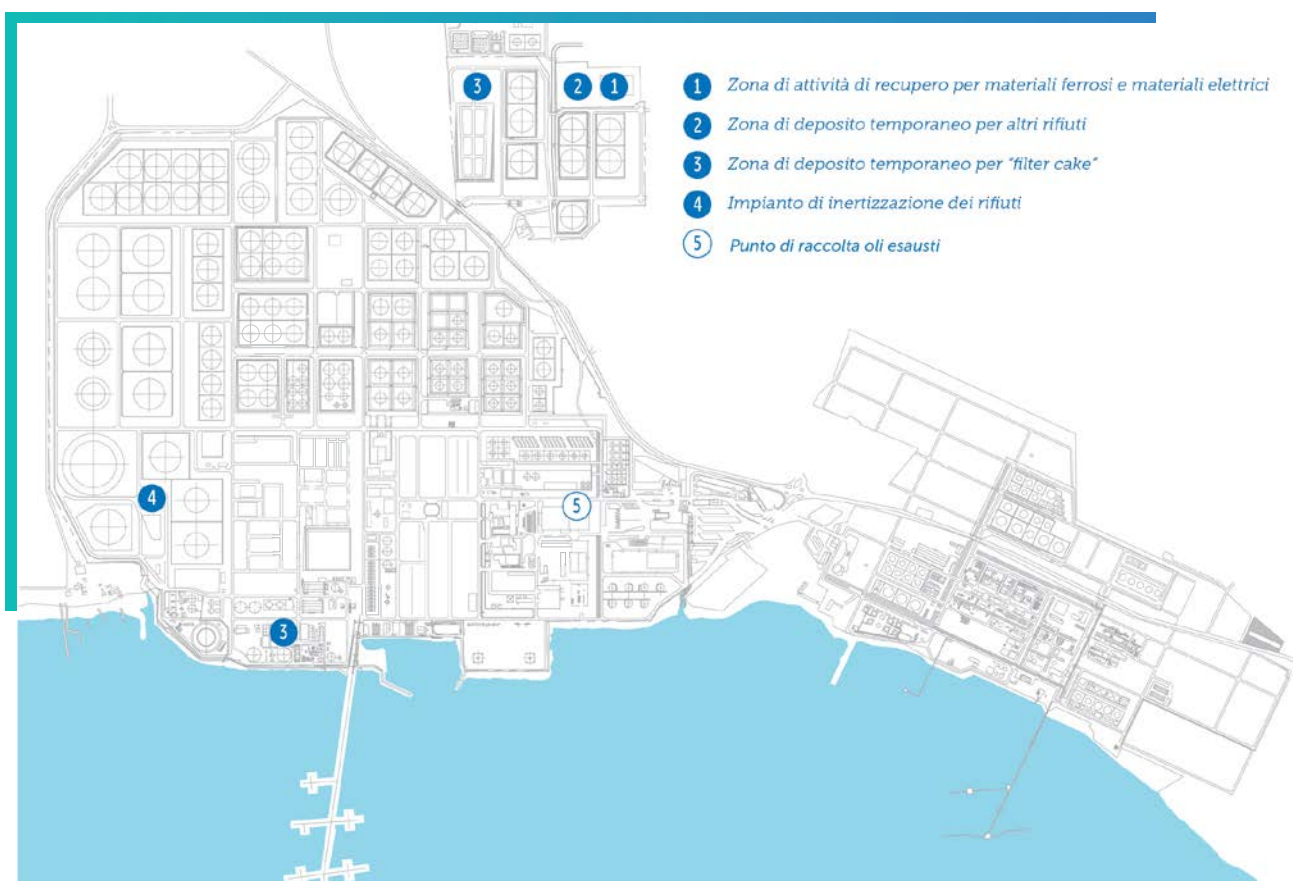 3
2
1
1 Zona di attività di recupero per materiali ferrosi e materiali elettrici
2 Zona di deposito temporaneo per altri rifiuti
3 Zona di deposito temporaneo per "filter cake"
4 Impianto di inertizzazione dei rifiuti
5 Punto di raccolta oli esausti
4
5
3